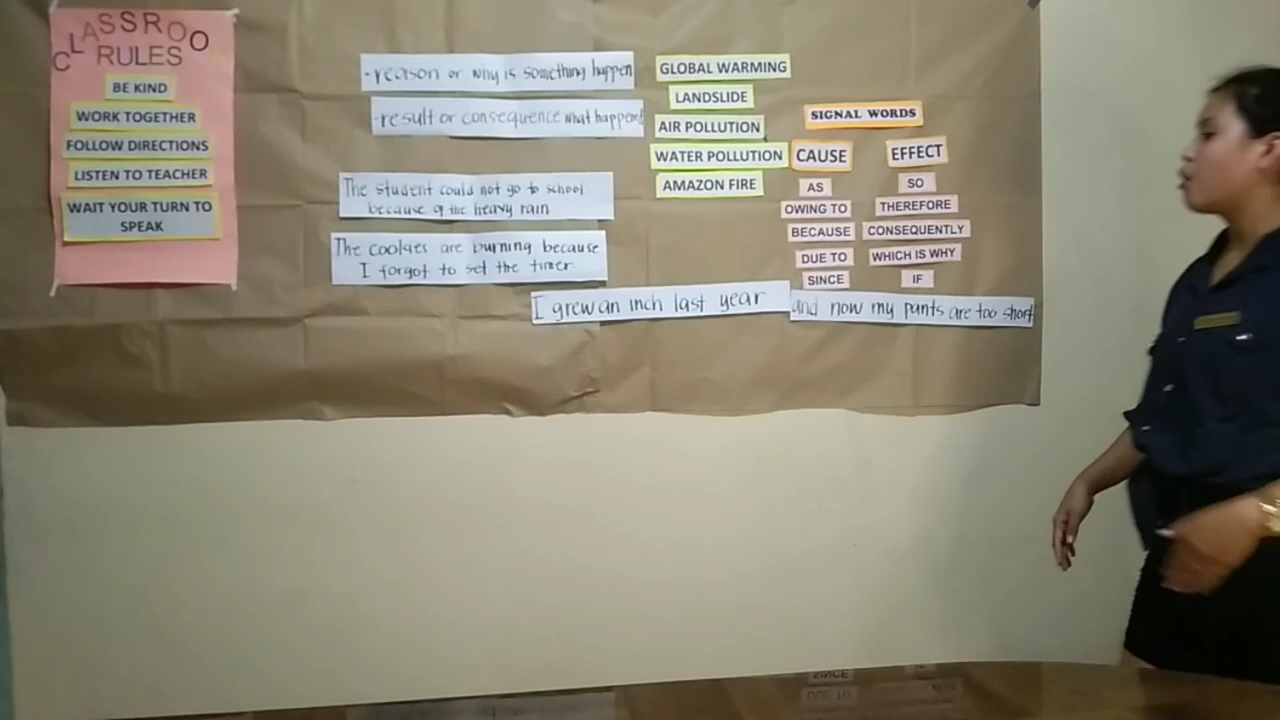 CLASSROO
RULES
BE KIND
WORK TOGETHER
FOLLOW DIRECTIONS
LISTEN TO TEACHER
WAIT YOUR TURN TO
SPEAK
-reason or why is something happen
-result or consequence what happened
The student could not go to school
because of the heavy rain
The cookies are burning because
I forgot to set the timer
GLOBAL WARMING
LANDSLIDE
AIR POLLUTION
WATER POLLUTION
AMAZON FIRE
SIGNAL WORDS
CAUSE
AS
OWING TO
BECAUSE
DUE TO
SINCE
EFFECT
SO
THEREFORE
CONSEQUENTLY
WHICH IS WHY
IF
I grew an inch last year
and now my pants are too short